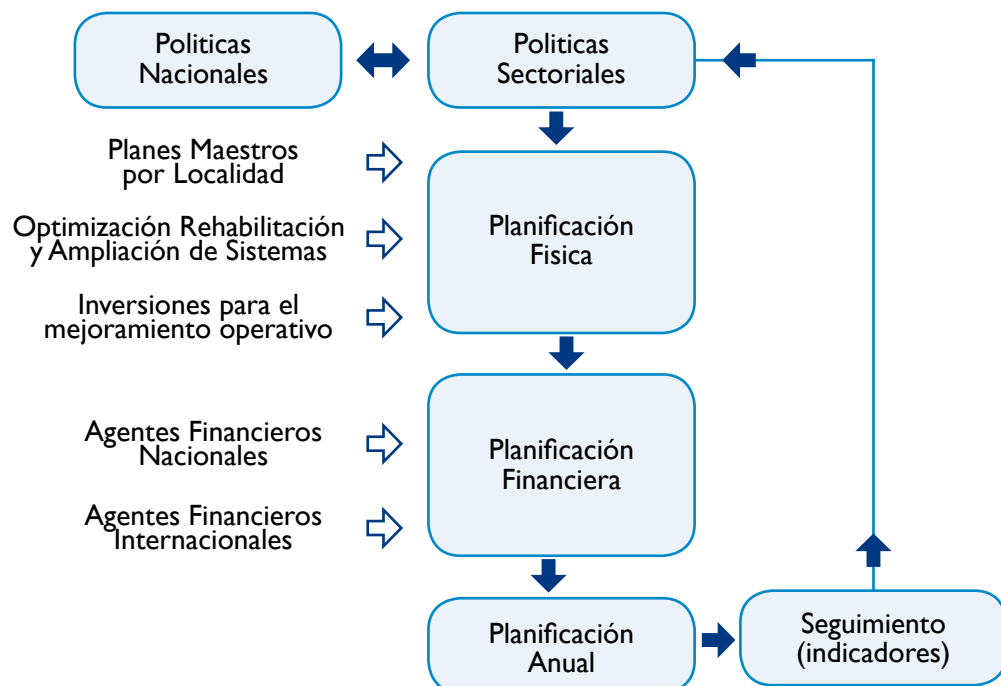 Politicas
Nacionales
Politicas
Sectoriales
Planes Maestros
por Localidad
Optimización Rehabilitación
y Ampliación de Sistemas
Inversiones para el
mejoramiento operativo
Planificación
Fisica
Agentes Financieros
Nacionales
Agentes Financieros
Internacionales
Planificación
Financiera
Planificación
Anual
Seguimiento
(indicadores)